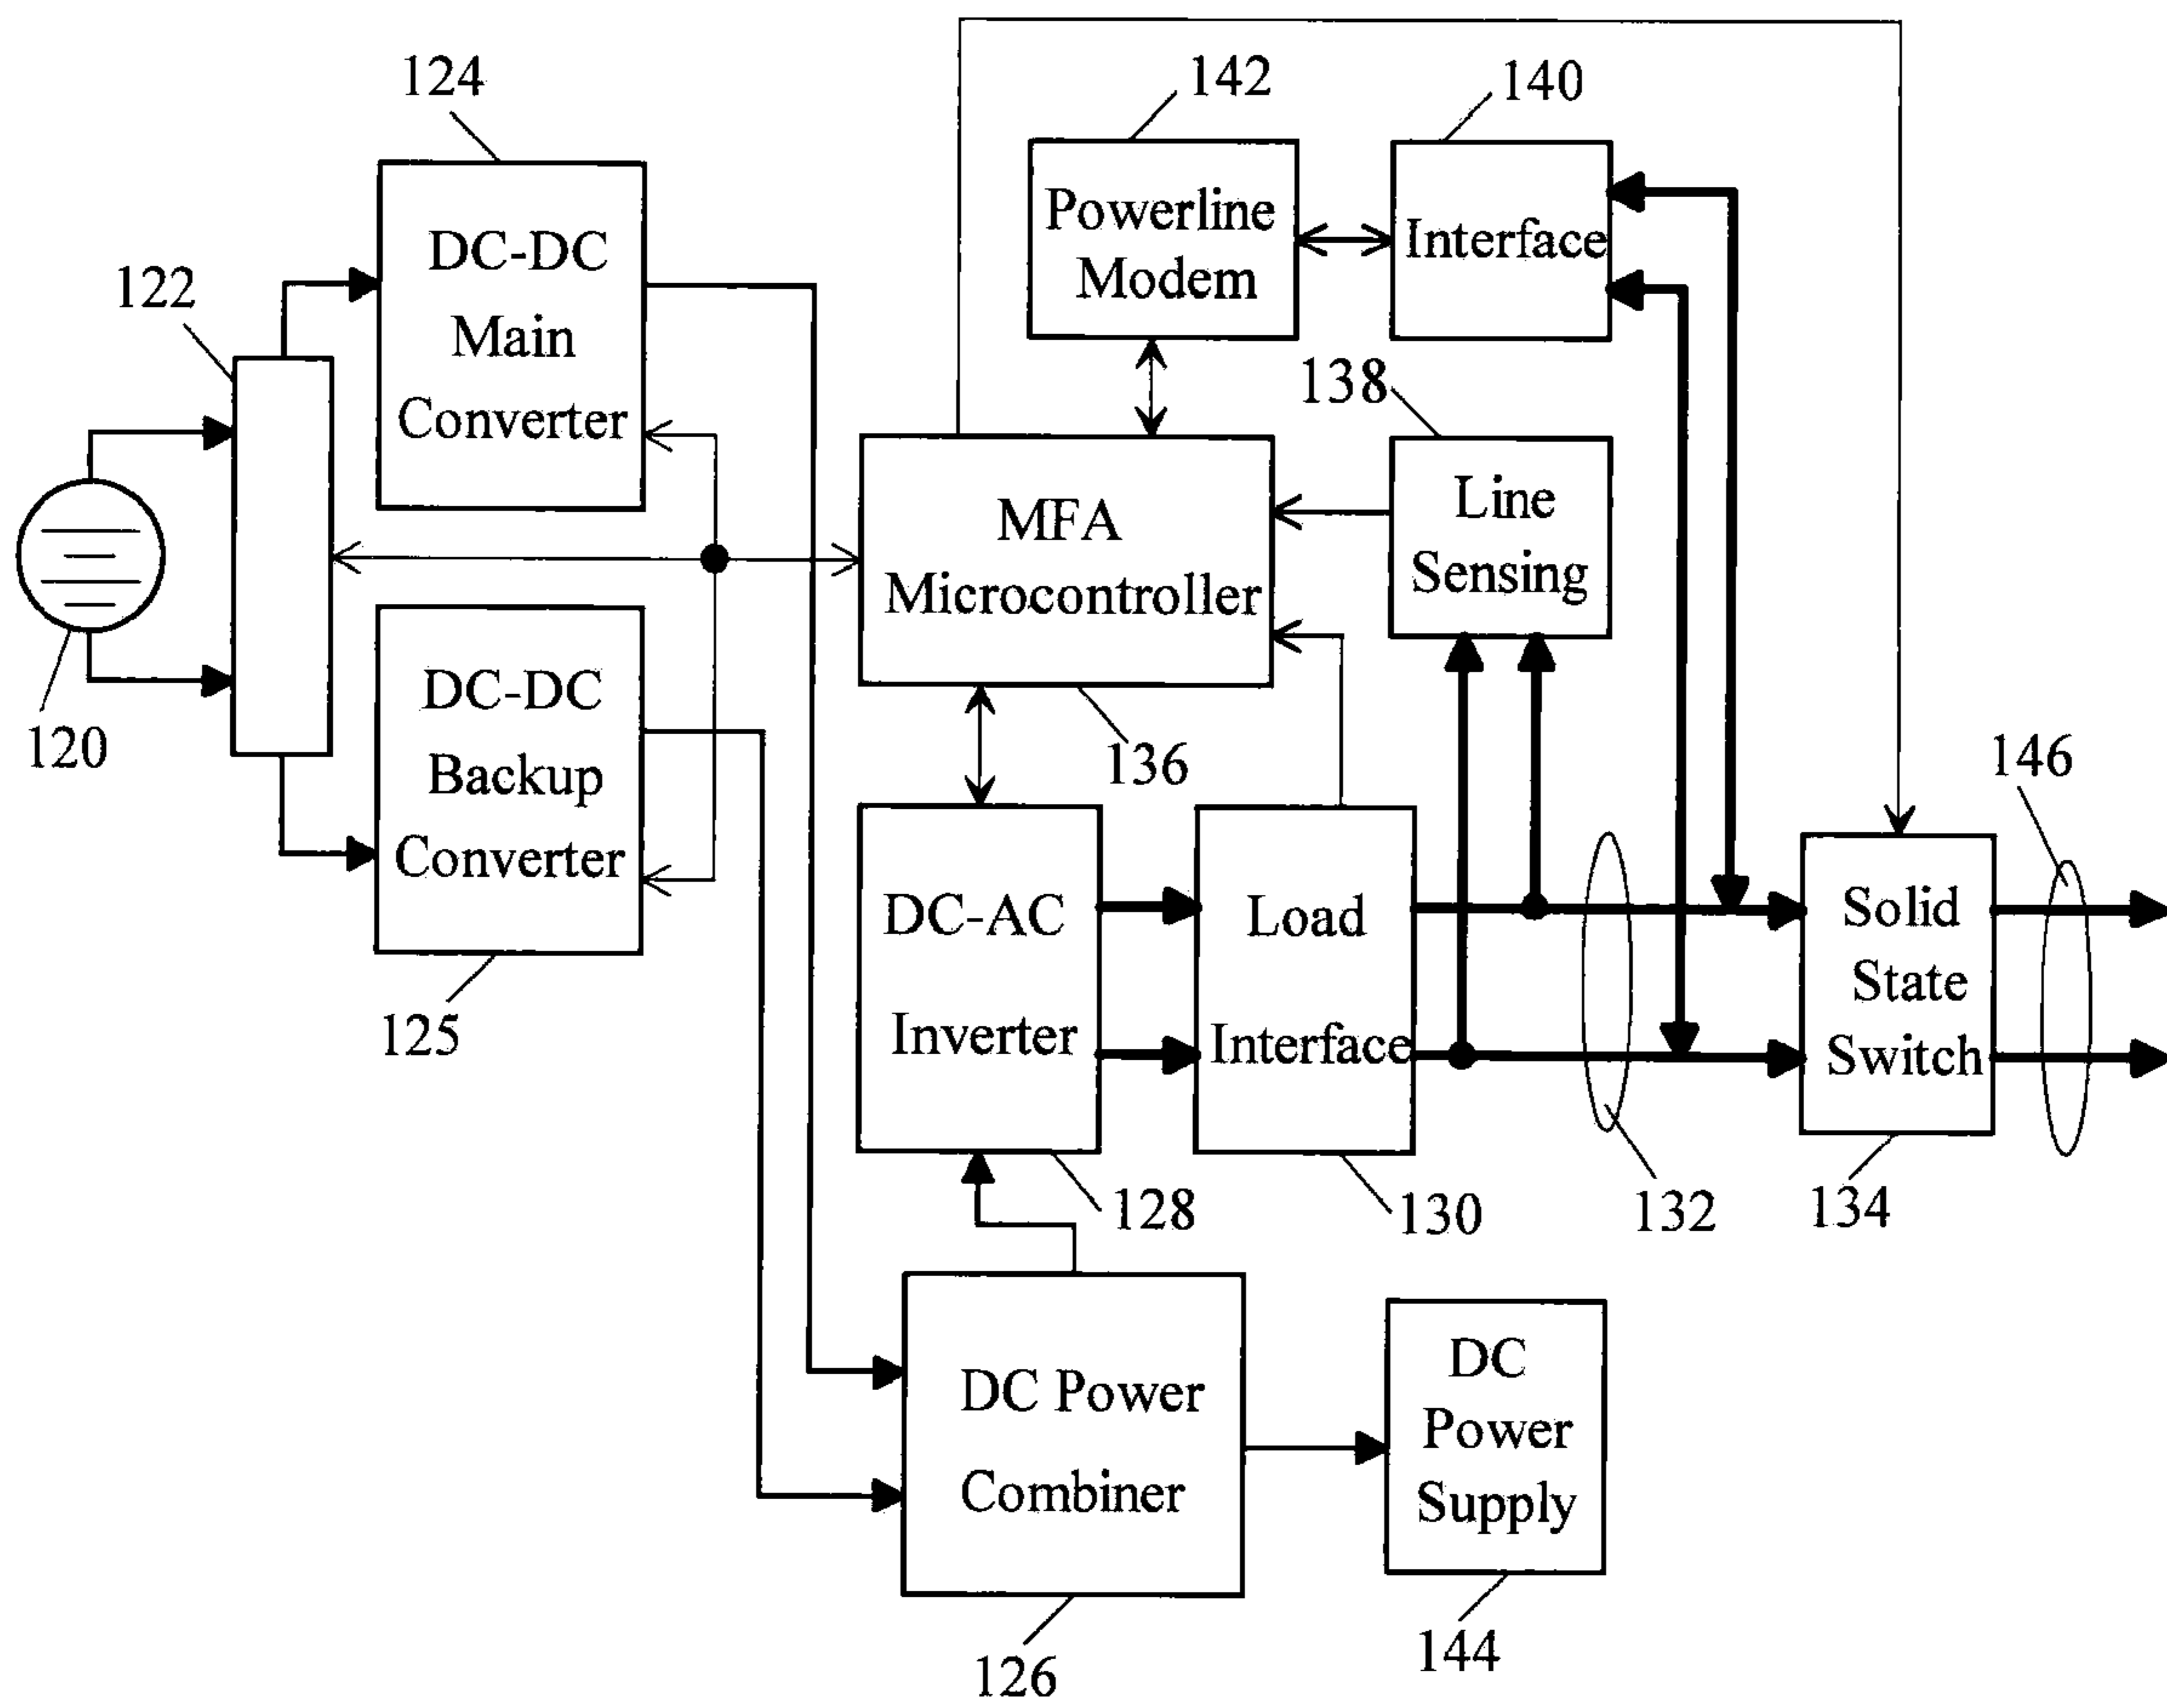 124
142
140
122
DC-DC
Main
Converter
Powerline
Modem
Interface
138
MFA
Microcontroller
Line
Sensing
120
DC-DC
Backup
Converter
136
146
125
DC-AC
Inverter
Load
Interface
Solid
State
Switch
128
130
132
134
DC Power
Combiner
DC
Power
Supply
126
144